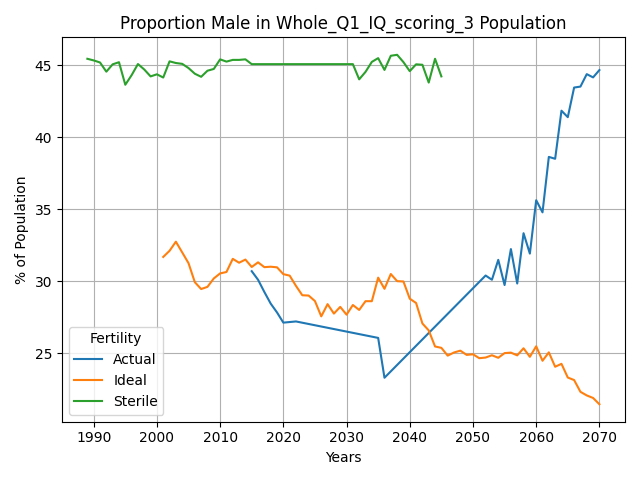 Proportion Male in Whole_Q1_IQ_scoring_3 Population
% of Population
45
40
35
30
25
Fertility
Actual
Ideal
Sterile
1990 2000 2010 2020 2030 2040 2050 2060 2070
Years